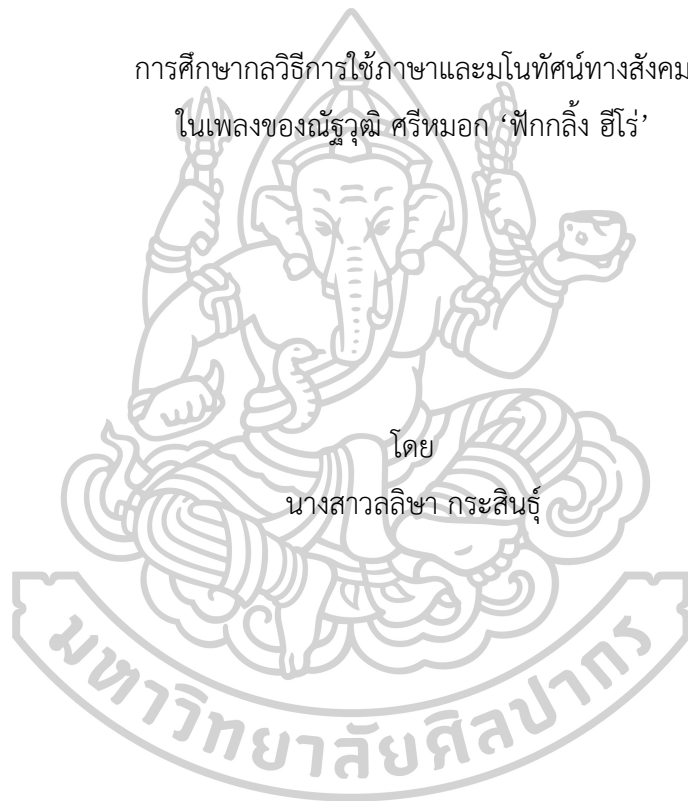 การศึกษากลวิธีการใช้ภาษาและมโนทัศน์ทางสังคม
ในเพลงของณัฐวุฒิ ศรีหมอก ‘ฟักกลิ้ง ฮีโร่’
โดย
นางสาวลลิษา กระสินธุ์
มหาวิทยาลัยศิลปากร